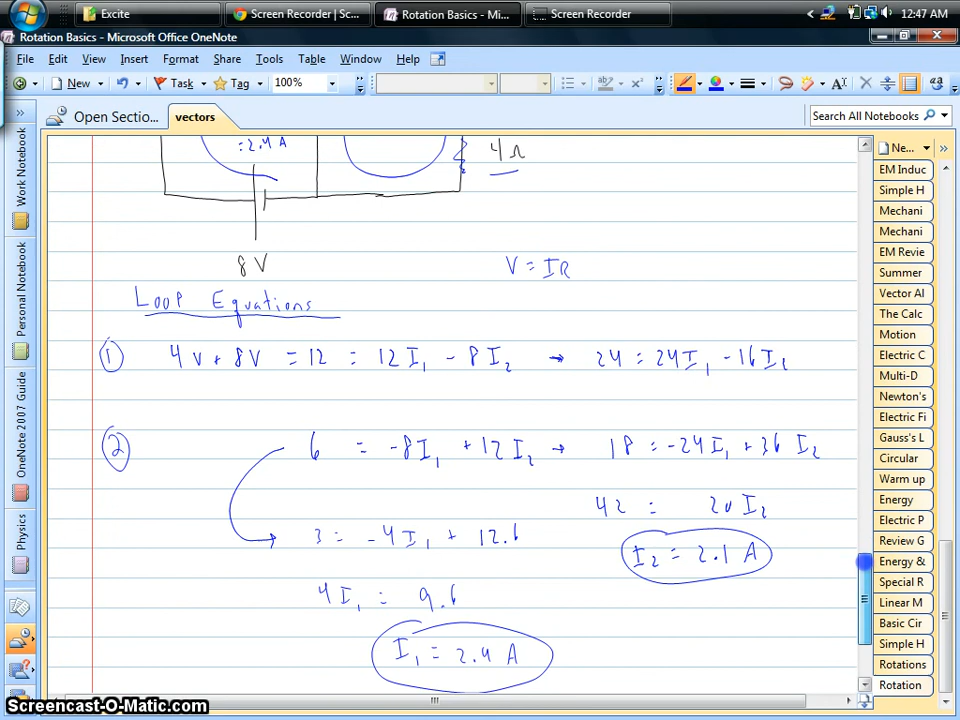 Excite
Screen Recorder | Sc...
Rotation Basics - Mi...
Screen Recorder
12:47 AM
Rotation Basics - Microsoft Office OneNote
File Edit View Insert Format Share Tools Table Window Help
New Task Tag 100%
Open Sectio... vectors
Search All Notebooks
Work Notebook
Personal Notebook
OneNote 2007 Guide
Physics
= 2.4 A
4 Ω
8 V
V = IR
Loop Equations
① 4 V + 8V = 12 = 12 I₁ - 8 I₂ → 24 = 24 I₁ - 16 I₂
② 6 = -8 I₁ + 12 I₂ → 18 = -24 I₁ + 36 I₂
42 = 20 I₂
3 = -4 I₁ + 12.6
I₂ = 2.1 A
4 I₁ = 9.6
I₁ = 2.4 A
Ne...
EM Induc
Simple H
Mechani
Mechani
EM Revie
Summer
Vector Al
The Calc
Motion
Electric C
Multi-D
Newton's
Electric Fi
Gauss's L
Circular
Warm up
Energy
Electric P
Review G
Energy &
Special R
Linear M
Basic Cir
Simple H
Rotations
Rotation
Screencast-O-Matic.com